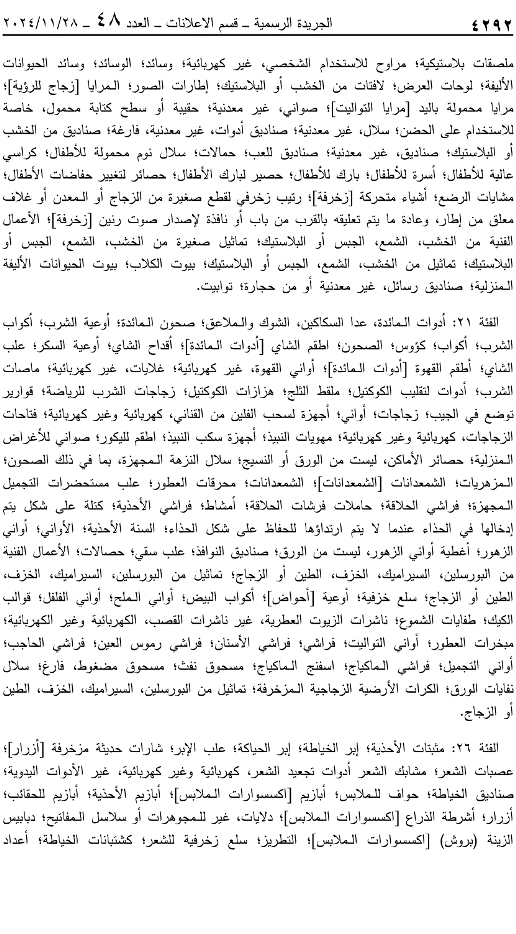 ٤٢٩٢ الجريدة الرسمية ــ قسم الاعلانات ــ العدد ٤٨ ــ ٢٠٢٤/١١/٢٨
ملصقات بلاستيكية؛ مراوح للاستخدام الشخصي، غير كهربائية؛ وسائد؛ الوسائد؛ وسائد الحيوانات
الأليفة؛ لوحات العرض؛ لافتات من الخشب أو البلاستيك؛ إطارات الصور؛ المرايا [زجاج للرؤية]؛
مرايا محمولة باليد [مرايا التواليت]؛ صواني، غير معدنية؛ حقيبة أو سطح كتابة محمول، خاصة
للاستخدام على الحضن؛ سلال، غير معدنية؛ صناديق أدوات، غير معدنية، فارغة؛ صناديق من الخشب
أو البلاستيك؛ صناديق، غير معدنية؛ صناديق للعب؛ حمالات؛ سلال نوم محمولة للأطفال؛ كراسي
عالية للأطفال؛ أسرة للأطفال؛ بارك للأطفال؛ حصير لبارك الأطفال؛ حصائر لتغيير حفاضات الأطفال؛
مشايات الرضع؛ أشياء متحركة [زخرفة]؛ رتيب زخرفي لقطع صغيرة من الزجاج أو المعدن أو غلاف
معلق من إطار، وعادة ما يتم تعليقه بالقرب من باب أو نافذة لإصدار صوت رنين [زخرفة]؛ الأعمال
الفنية من الخشب، الشمع، الجبس أو البلاستيك؛ تماثيل صغيرة من الخشب، الشمع، الجبس أو
البلاستيك؛ تماثيل من الخشب، الشمع، الجبس أو البلاستيك؛ بيوت الكلاب؛ بيوت الحيوانات الأليفة
المنزلية؛ صناديق رسائل، غير معدنية أو من حجارة؛ توابيت.
الفئة ٢١: أدوات المائدة، عدا السكاكين، الشوك والملاعق؛ صحون المائدة؛ أوعية الشرب؛ أكواب
الشرب؛ أكواب؛ كؤوس؛ الصحون؛ اطقم الشاي [أدوات المائدة]؛ أقداح الشاي؛ أوعية السكر؛ علب
الشاي؛ أطقم القهوة [أدوات المائدة]؛ أواني القهوة، غير كهربائية؛ غلايات، غير كهربائية؛ ماصات
الشرب؛ أدوات لتقليب الكوكتيل؛ ملقط الثلج؛ هزازات الكوكتيل؛ زجاجات الشرب للرياضة؛ قوارير
توضع في الجيب؛ زجاجات؛ أواني؛ أجهزة لسحب الفلين من القناني، كهربائية وغير كهربائية؛ فتاحات
الزجاجات، كهربائية وغير كهربائية؛ مهويات النبيذ؛ أجهزة سكب النبيذ؛ اطقم لليكور؛ صواني للأغراض
المنزلية؛ حصائر الأماكن، ليست من الورق أو النسيج؛ سلال النزهة المجهزة، بما في ذلك الصحون؛
المزهريات؛ الشمعدانات [الشمعدانات]؛ الشمعدانات؛ محرقات العطور؛ علب مستحضرات التجميل
المجهزة؛ فراشي الحلاقة؛ حاملات فرشات الحلاقة؛ أمشاط؛ فراشي الأحذية؛ كتلة على شكل يتم
إدخالها في الحذاء عندما لا يتم ارتداؤها للحفاظ على شكل الحذاء؛ السنة الأحذية؛ الأواني؛ أواني
الزهور؛ أغطية أواني الزهور، ليست من الورق؛ صناديق النوافذ؛ علب سقي؛ حصالات؛ الأعمال الفنية
من البورسلين، السيراميك، الخزف، الطين أو الزجاج؛ تماثيل من البورسلين، السيراميك، الخزف،
الطين أو الزجاج؛ سلع خزفية؛ أوعية [أحواض]؛ أكواب البيض؛ أواني الملح؛ أواني الفلفل؛ قوالب
الكيك؛ طفايات الشموع؛ ناشرات الزيوت العطرية، غير ناشرات القصب، الكهربائية وغير الكهربائية؛
مبخرات العطور؛ أواني التواليت؛ فراشي؛ فراشي الأسنان؛ فراشي رموس العين؛ فراشي الحاجب؛
أواني التجميل؛ فراشي الماكياج؛ اسفنج الماكياج؛ مسحوق نفث؛ مسحوق مضغوط، فارغ؛ سلال
نفايات الورق؛ الكرات الأرضية الزجاجية المزخرفة؛ تماثيل من البورسلين، السيراميك، الخزف، الطين
أو الزجاج.
الفئة ٢٦: مثبتات الأحذية؛ إبر الخياطة؛ إبر الحياكة؛ علب الإبر؛ شارات حديثة مزخرفة [أزرار]؛
عصبات الشعر؛ مشابك الشعر أدوات تجعيد الشعر، كهربائية وغير كهربائية، غير الأدوات اليدوية؛
صناديق الخياطة؛ حواف للملابس؛ أبازيم [اكسسوارات الملابس]؛ أبازيم الأحذية؛ أبازيم للحقائب؛
أزرار؛ أشرطة الذراع [اكسسوارات الملابس]؛ دلايات، غير للمجوهرات أو سلاسل المفاتيح؛ دبابيس
الزينة (بروش) [اكسسوارات الملابس]؛ التطريز؛ سلع زخرفية للشعر؛ كشتبانات الخياطة؛ أعداد